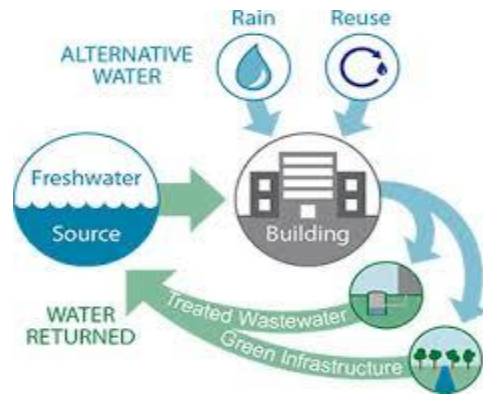 Rain
Reuse
ALTERNATIVE
WATER
Freshwater
Source
Building
WATER
RETURNED
Treated Wastewater
Green Infrastructure